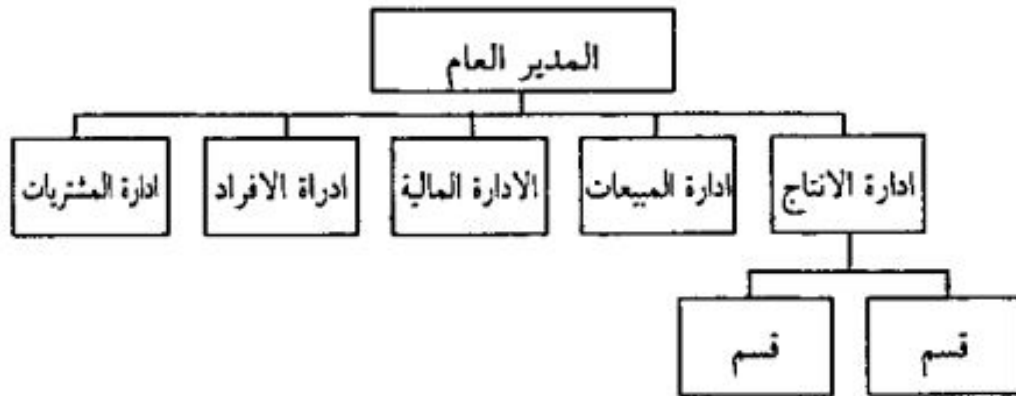 المدير العام
ادارة الانتاج
ادارة المبيعات
الادارة المالية
ادراة الافراد
ادارة المشتريات
قسم
قسم